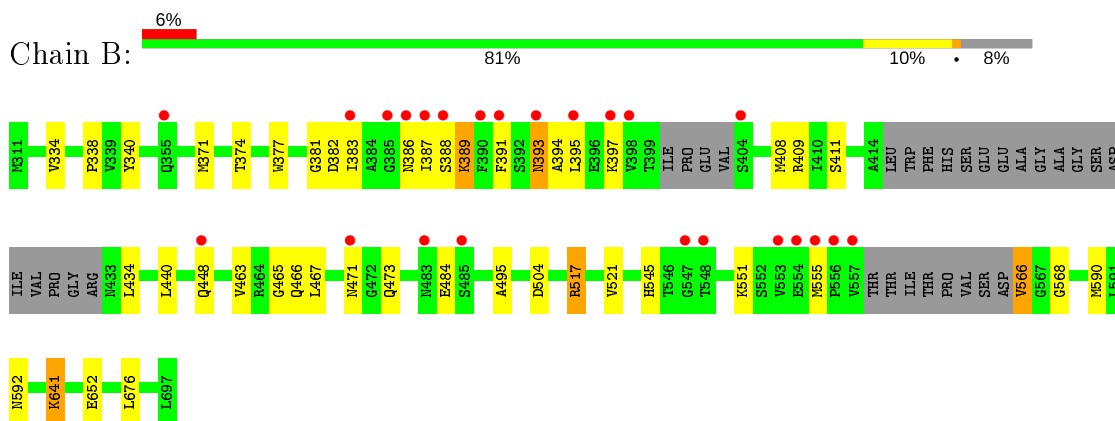 6%
Chain B:
81% 10% • 8%
M311 V334 P338 V339 Y340 Q355 M371 T374 W377 G381 D382 I383 A384 G385 N386 I387 S388 K389 F390 F391 S392 N393 A394 L395 E396 K397 V398 T399 ILE PRO GLU VAL S404 M408 R409 I410 S411 A414 LEU TRP PHE HIS SER GLU GLU ALA GLY ALA GLY SER ASP
ILE VAL PRO GLY ARG N433 L434 L440 Q448 V463 R464 G465 Q466 L467 N471 G472 Q473 N483 E484 S485 A495 D504 R517 V521 H545 T546 G547 T548 K551 S552 V553 E554 M555 P556 V557 THR THR ILE THR PRO VAL SER ASP V566 G567 G568 M590 L591
N592 K641 E652 L676 L697